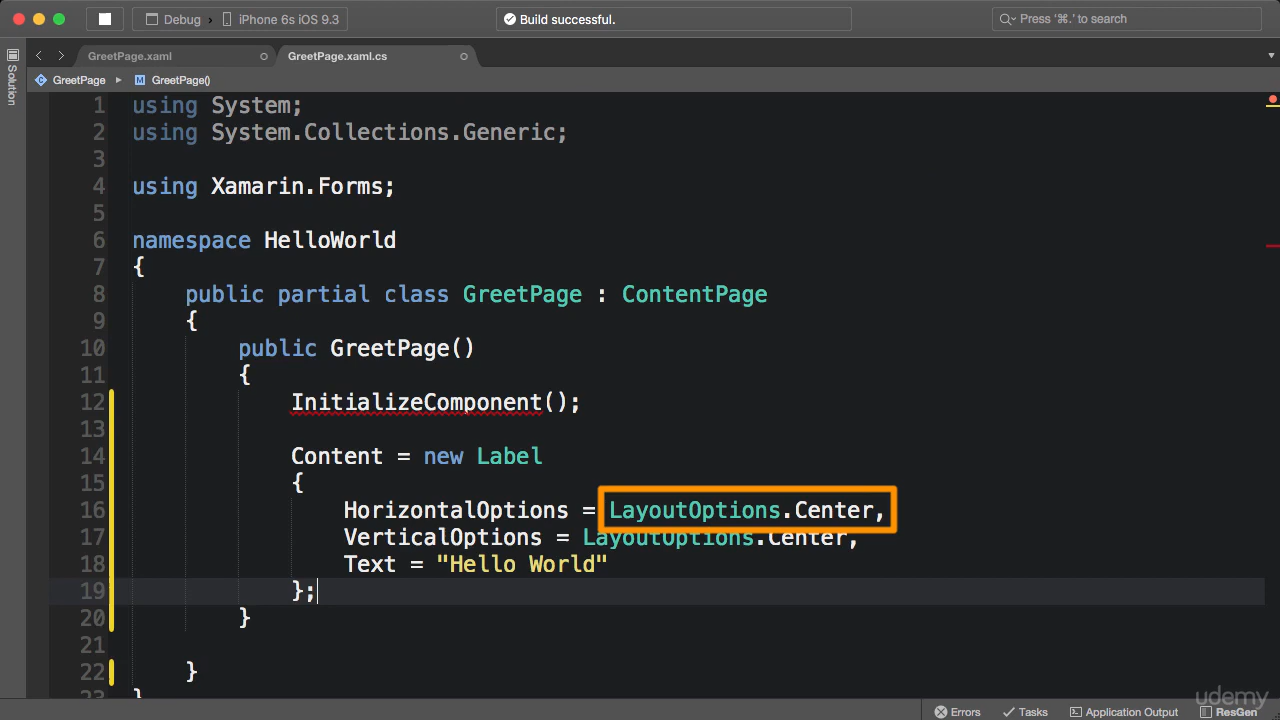 Debug › iPhone 6s iOS 9.3
Build successful.
Press '⌘.' to search
Solution
GreetPage.xaml
GreetPage.xaml.cs
GreetPage ▸ M GreetPage()
1 using System;
2 using System.Collections.Generic;
3
4 using Xamarin.Forms;
5
6 namespace HelloWorld
7 {
8 public partial class GreetPage : ContentPage
9 {
10 public GreetPage()
11 {
12 InitializeComponent();
13
14 Content = new Label
15 {
16 HorizontalOptions = LayoutOptions.Center,
17 VerticalOptions = LayoutOptions.Center,
18 Text = "Hello World"
19 };
20 }
21
22 }
23 }
udemy
Errors
Tasks
Application Output
ResGen